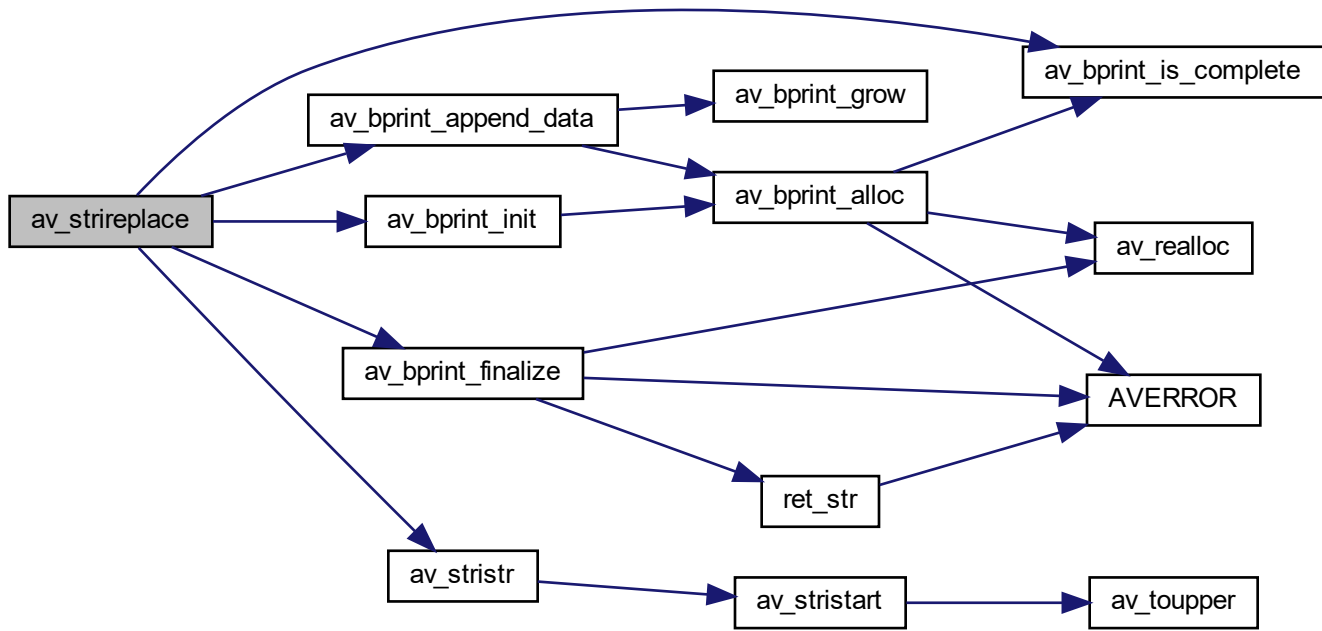 av_strireplace
av_bprint_append_data
av_bprint_init
av_bprint_finalize
av_stristr
av_bprint_grow
av_bprint_alloc
ret_str
av_stristart
av_bprint_is_complete
av_realloc
AVERROR
av_toupper